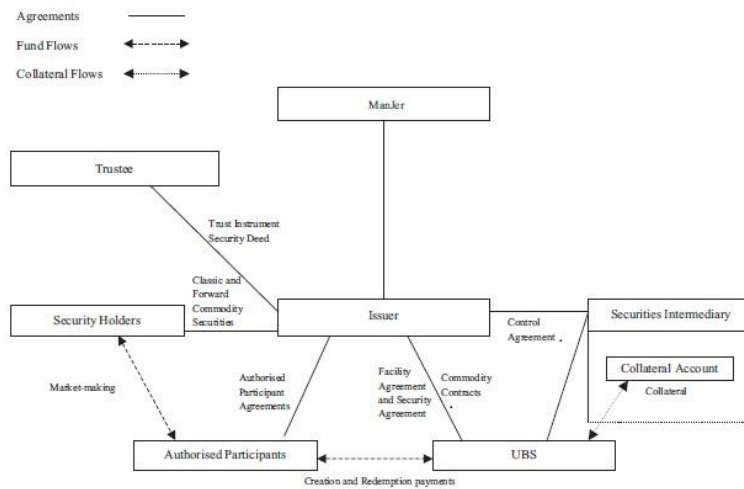 Agreements
Fund Flows
Collateral Flows
ManJer
Trustee
Trust Instrument
Security Deed
Classic and
Forward
Commodity
Securities
Security Holders
Issuer
Securities Intermediary
Control
Agreement
Collateral Account
Collateral
Market-making
Authorised
Participant
Agreements
Facility
Agreement
and Security
Agreement
Commodity
Contracts
Authorised Participants
UBS
Creation and Redemption payments